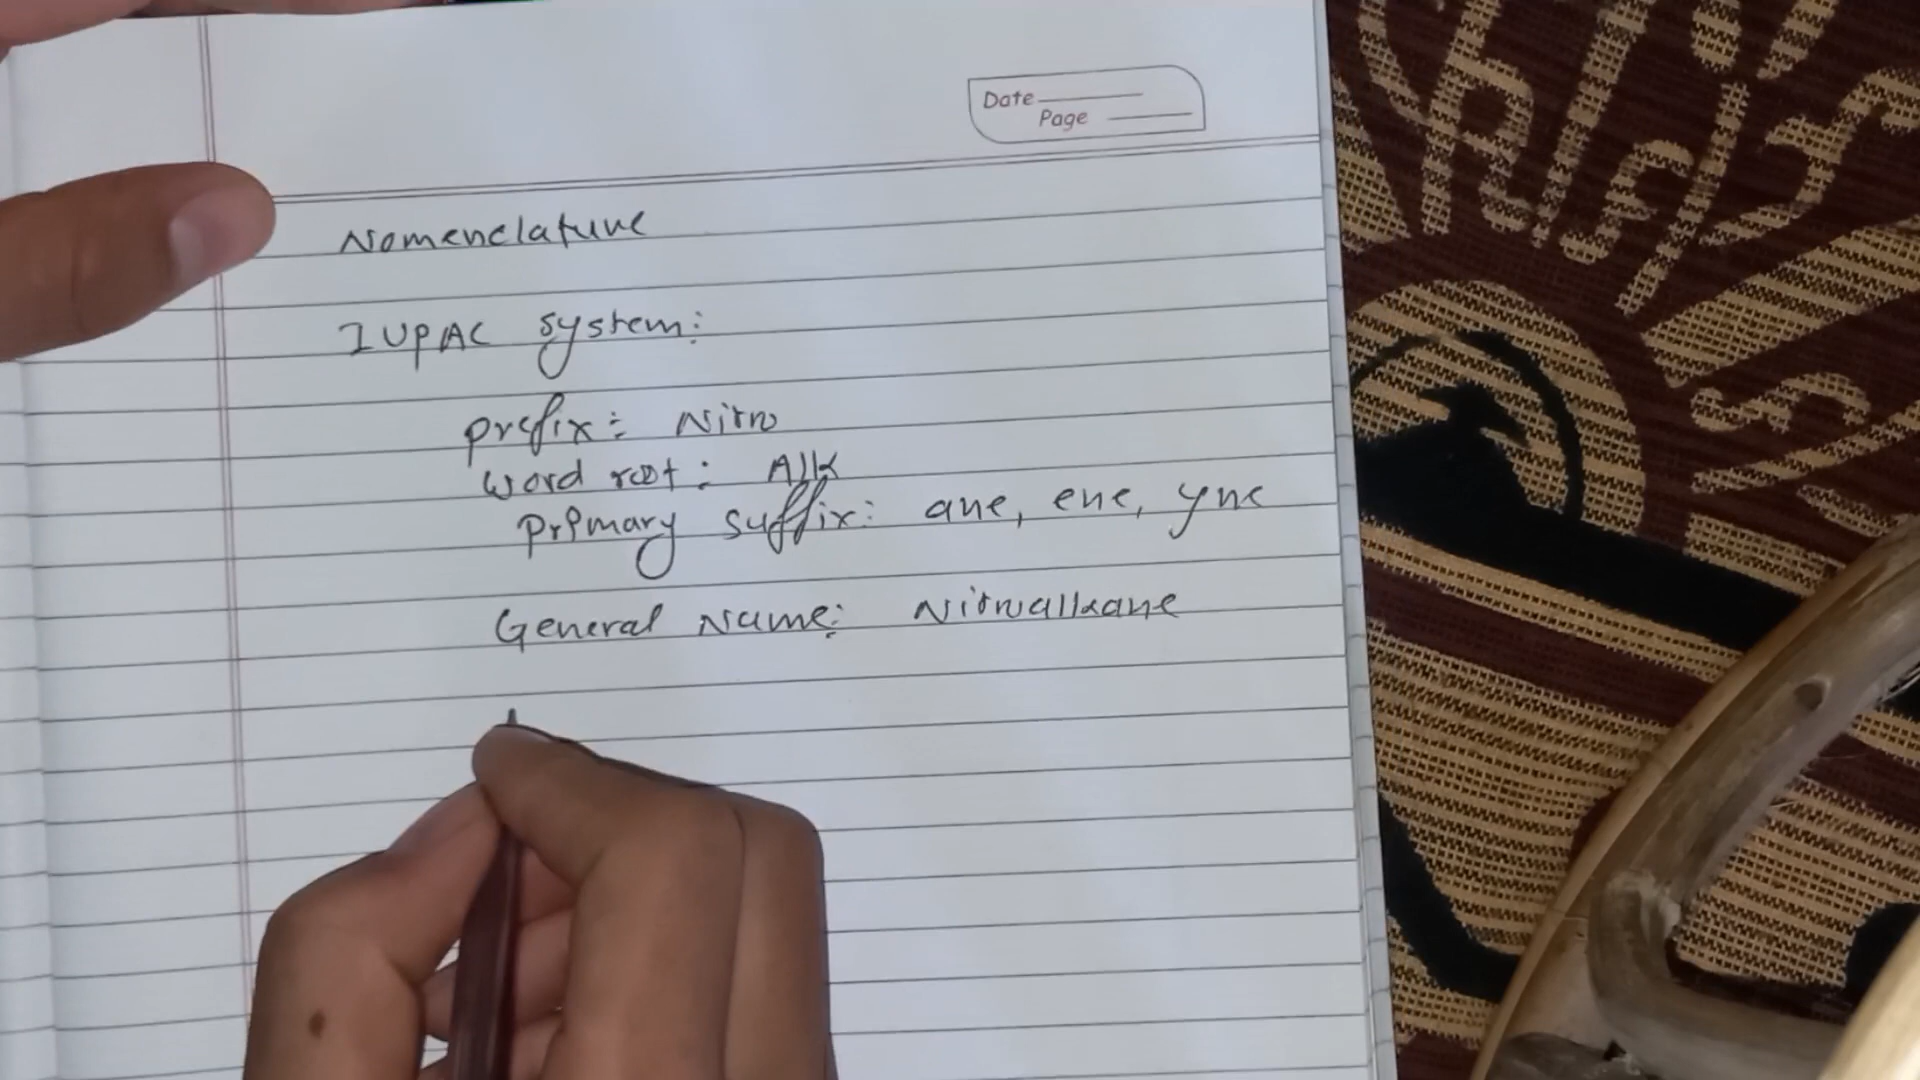 Date
Page
Nomenclature
IUPAC system:
prefix: Nitro
word root: Alk
Primary suffix: ane, ene, yne
General Name: Nitroalkane